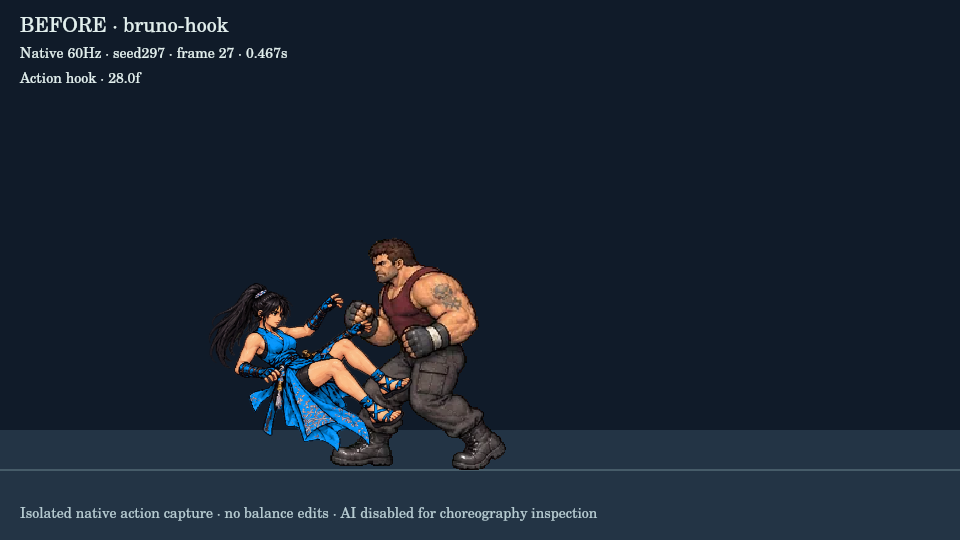 BEFORE · bruno-hook
Native 60Hz · seed297 · frame 27 · 0.467s
Action hook · 28.0f
Isolated native action capture · no balance edits · AI disabled for choreography inspection